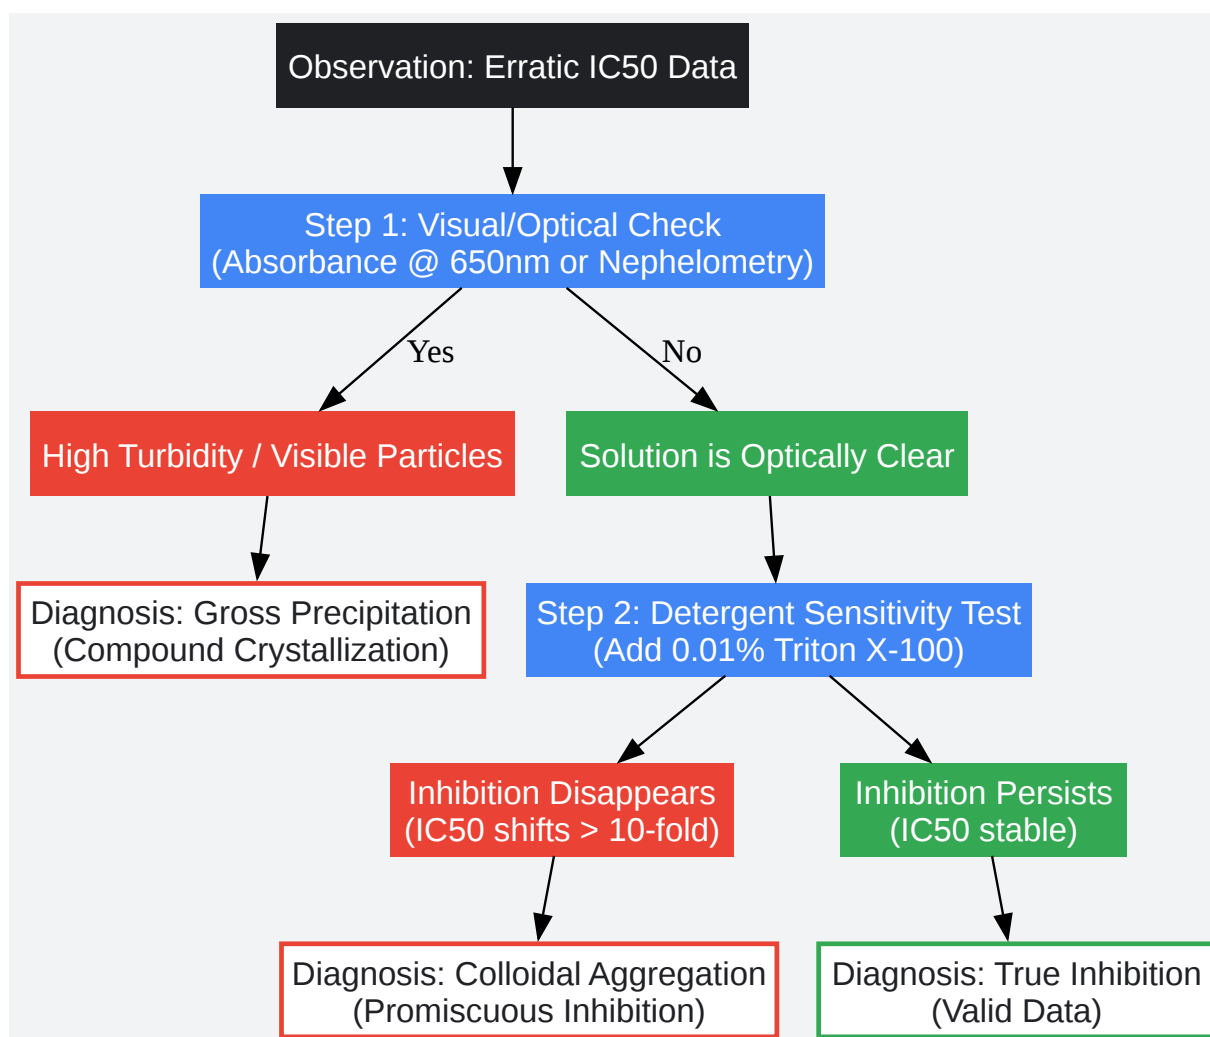 Observation: Erratic IC50 Data
Step 1: Visual/Optical Check
(Absorbance @ 650nm or Nephelometry)
Yes
No
High Turbidity / Visible Particles
Solution is Optically Clear
Diagnosis: Gross Precipitation
(Compound Crystallization)
Step 2: Detergent Sensitivity Test
(Add 0.01% Triton X-100)
Inhibition Disappears
(IC50 shifts > 10-fold)
Inhibition Persists
(IC50 stable)
Diagnosis: Colloidal Aggregation
(Promiscuous Inhibition)
Diagnosis: True Inhibition
(Valid Data)